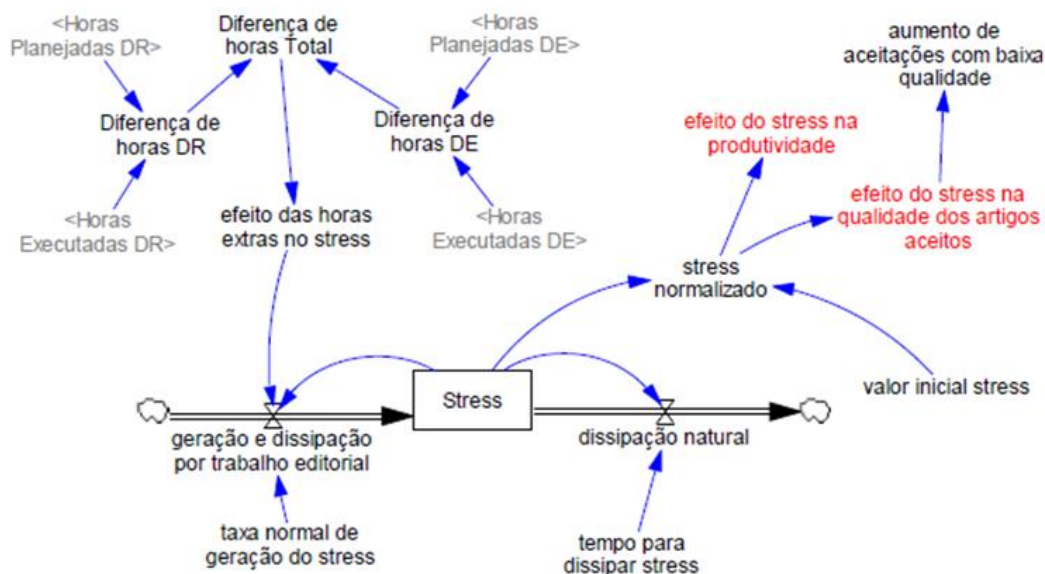 <Horas
Planejadas DR>
Diferença de
horas Total
<Horas
Planejadas DE>
aumento de
aceitações com baixa
qualidade
Diferença de
horas DR
Diferença de
horas DE
efeito do stress na
produtividade
<Horas
Executadas DR>
efeito das horas
extras no stress
<Horas
Executadas DE>
efeito do stress na
qualidade dos artigos
aceitos
stress
normalizado
valor inicial stress
Stress
geração e dissipação
por trabalho editorial
dissipação natural
taxa normal de
geração do stress
tempo para
dissipar stress